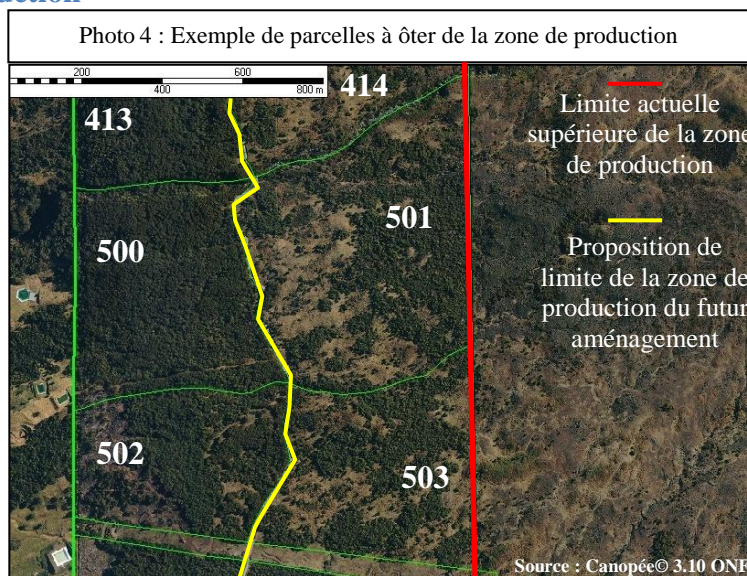 Photo 4 : Exemple de parcelles à ôter de la zone de production
200 600
400 800 m
413
414
Limite actuelle
supérieure de la zone
de production
500
501
Proposition de
limite de la zone de
production du futur
aménagement
502
503
Source : Canopée© 3.10 ONF